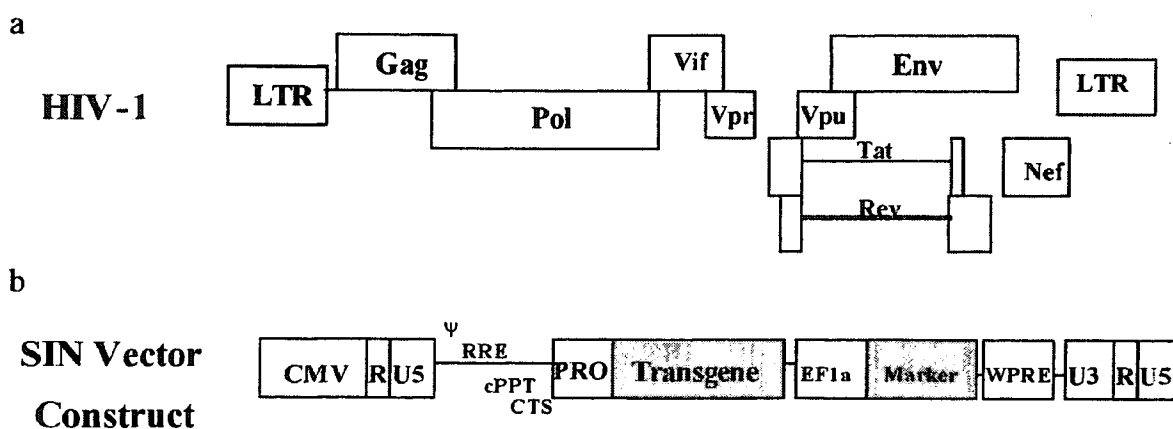 a
HIV-1
LTR
Gag
Pol
Vif
Vpr
Vpu
Env
Tat
Rev
Nef
LTR
b
SIN Vector
Construct
CMV
R
U5
Ψ
RRE
cPPT
CTS
PRO
Transgene
EF1a
Marker
WPRE
U3
R
U5